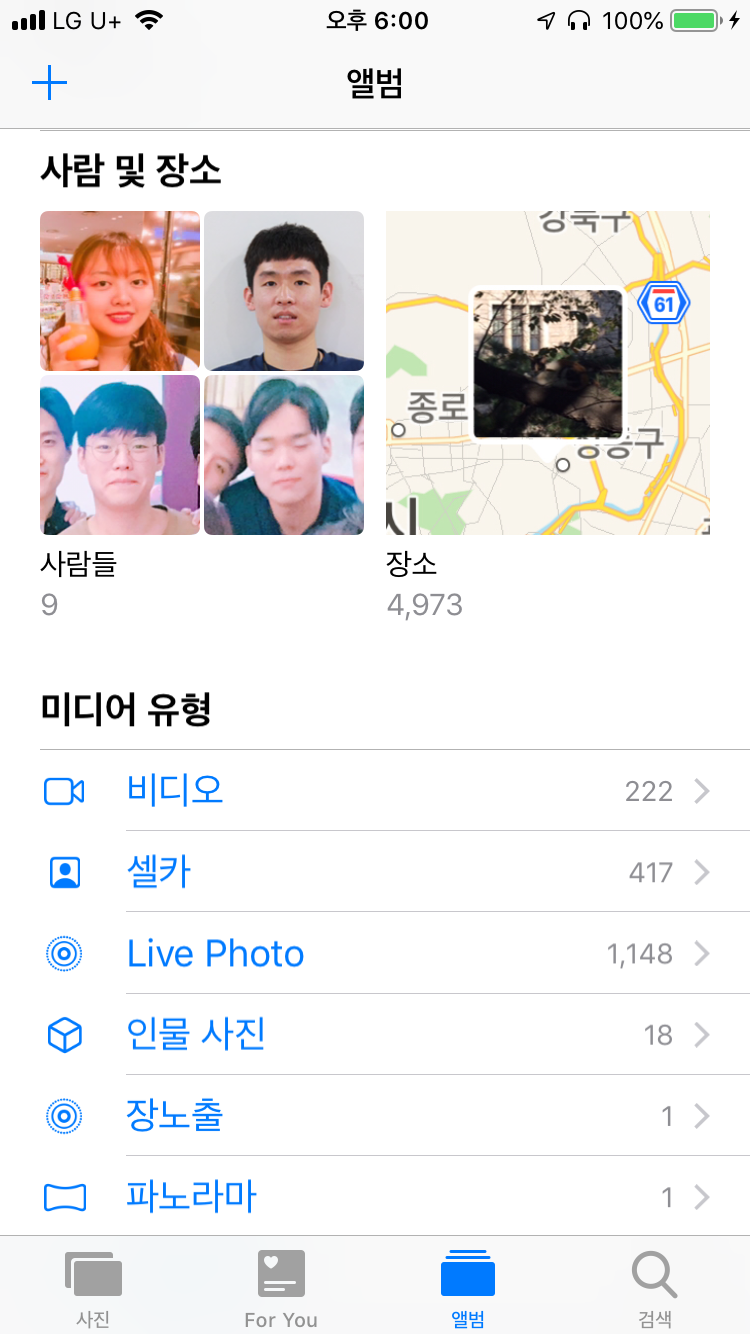 LG U+ 오후 6:00 100%
앨범
사람 및 장소
강북구
61
종로
사람들 장소
9 4,973
미디어 유형
비디오 222
셀카 417
Live Photo 1,148
인물 사진 18
장노출 1
파노라마 1
사진 For You 앨범 검색